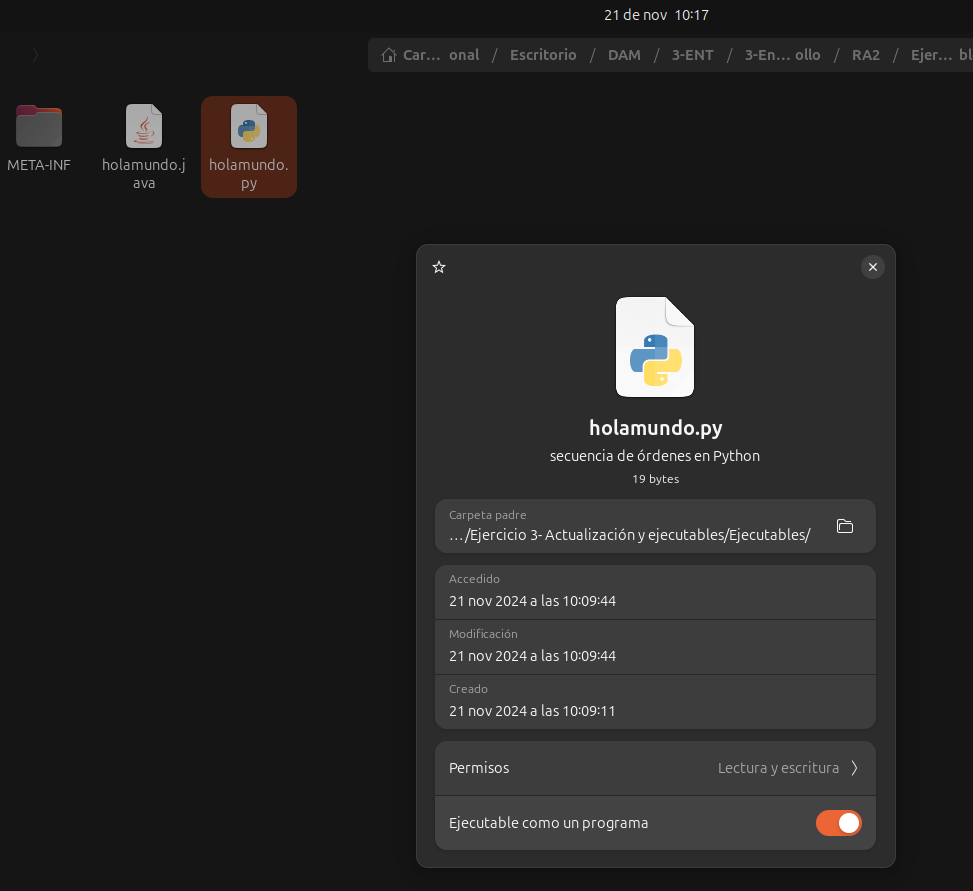 21 de nov 10:17
Car… onal / Escritorio / DAM / 3-ENT / 3-En… ollo / RA2 / Ejer… bl
META-INF
holamundo.j
ava
holamundo.
py
holamundo.py
secuencia de órdenes en Python
19 bytes
Carpeta padre
…/Ejercicio 3- Actualización y ejecutables/Ejecutables/
Accedido
21 nov 2024 a las 10:09:44
Modificación
21 nov 2024 a las 10:09:44
Creado
21 nov 2024 a las 10:09:11
Permisos Lectura y escritura
Ejecutable como un programa